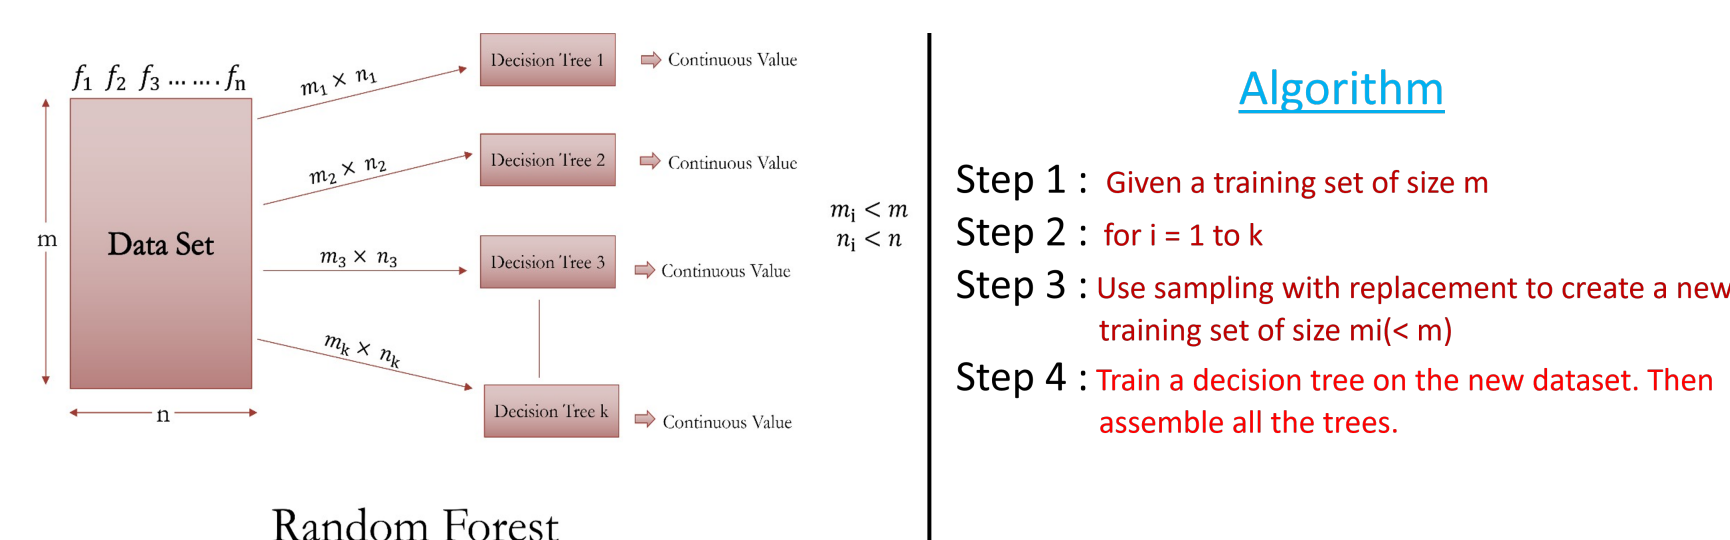 f₁ f₂ f₃ ... ... . fₙ
m
Data Set
n
m₁ × n₁
m₂ × n₂
m₃ × n₃
mₖ × nₖ
Decision Tree 1
Continuous Value
Decision Tree 2
Continuous Value
Decision Tree 3
Continuous Value
Decision Tree k
Continuous Value
mᵢ < m
nᵢ < n
Random Forest
Algorithm
Step 1 : Given a training set of size m
Step 2 : for i = 1 to k
Step 3 : Use sampling with replacement to create a new
training set of size mi(< m)
Step 4 : Train a decision tree on the new dataset. Then
assemble all the trees.